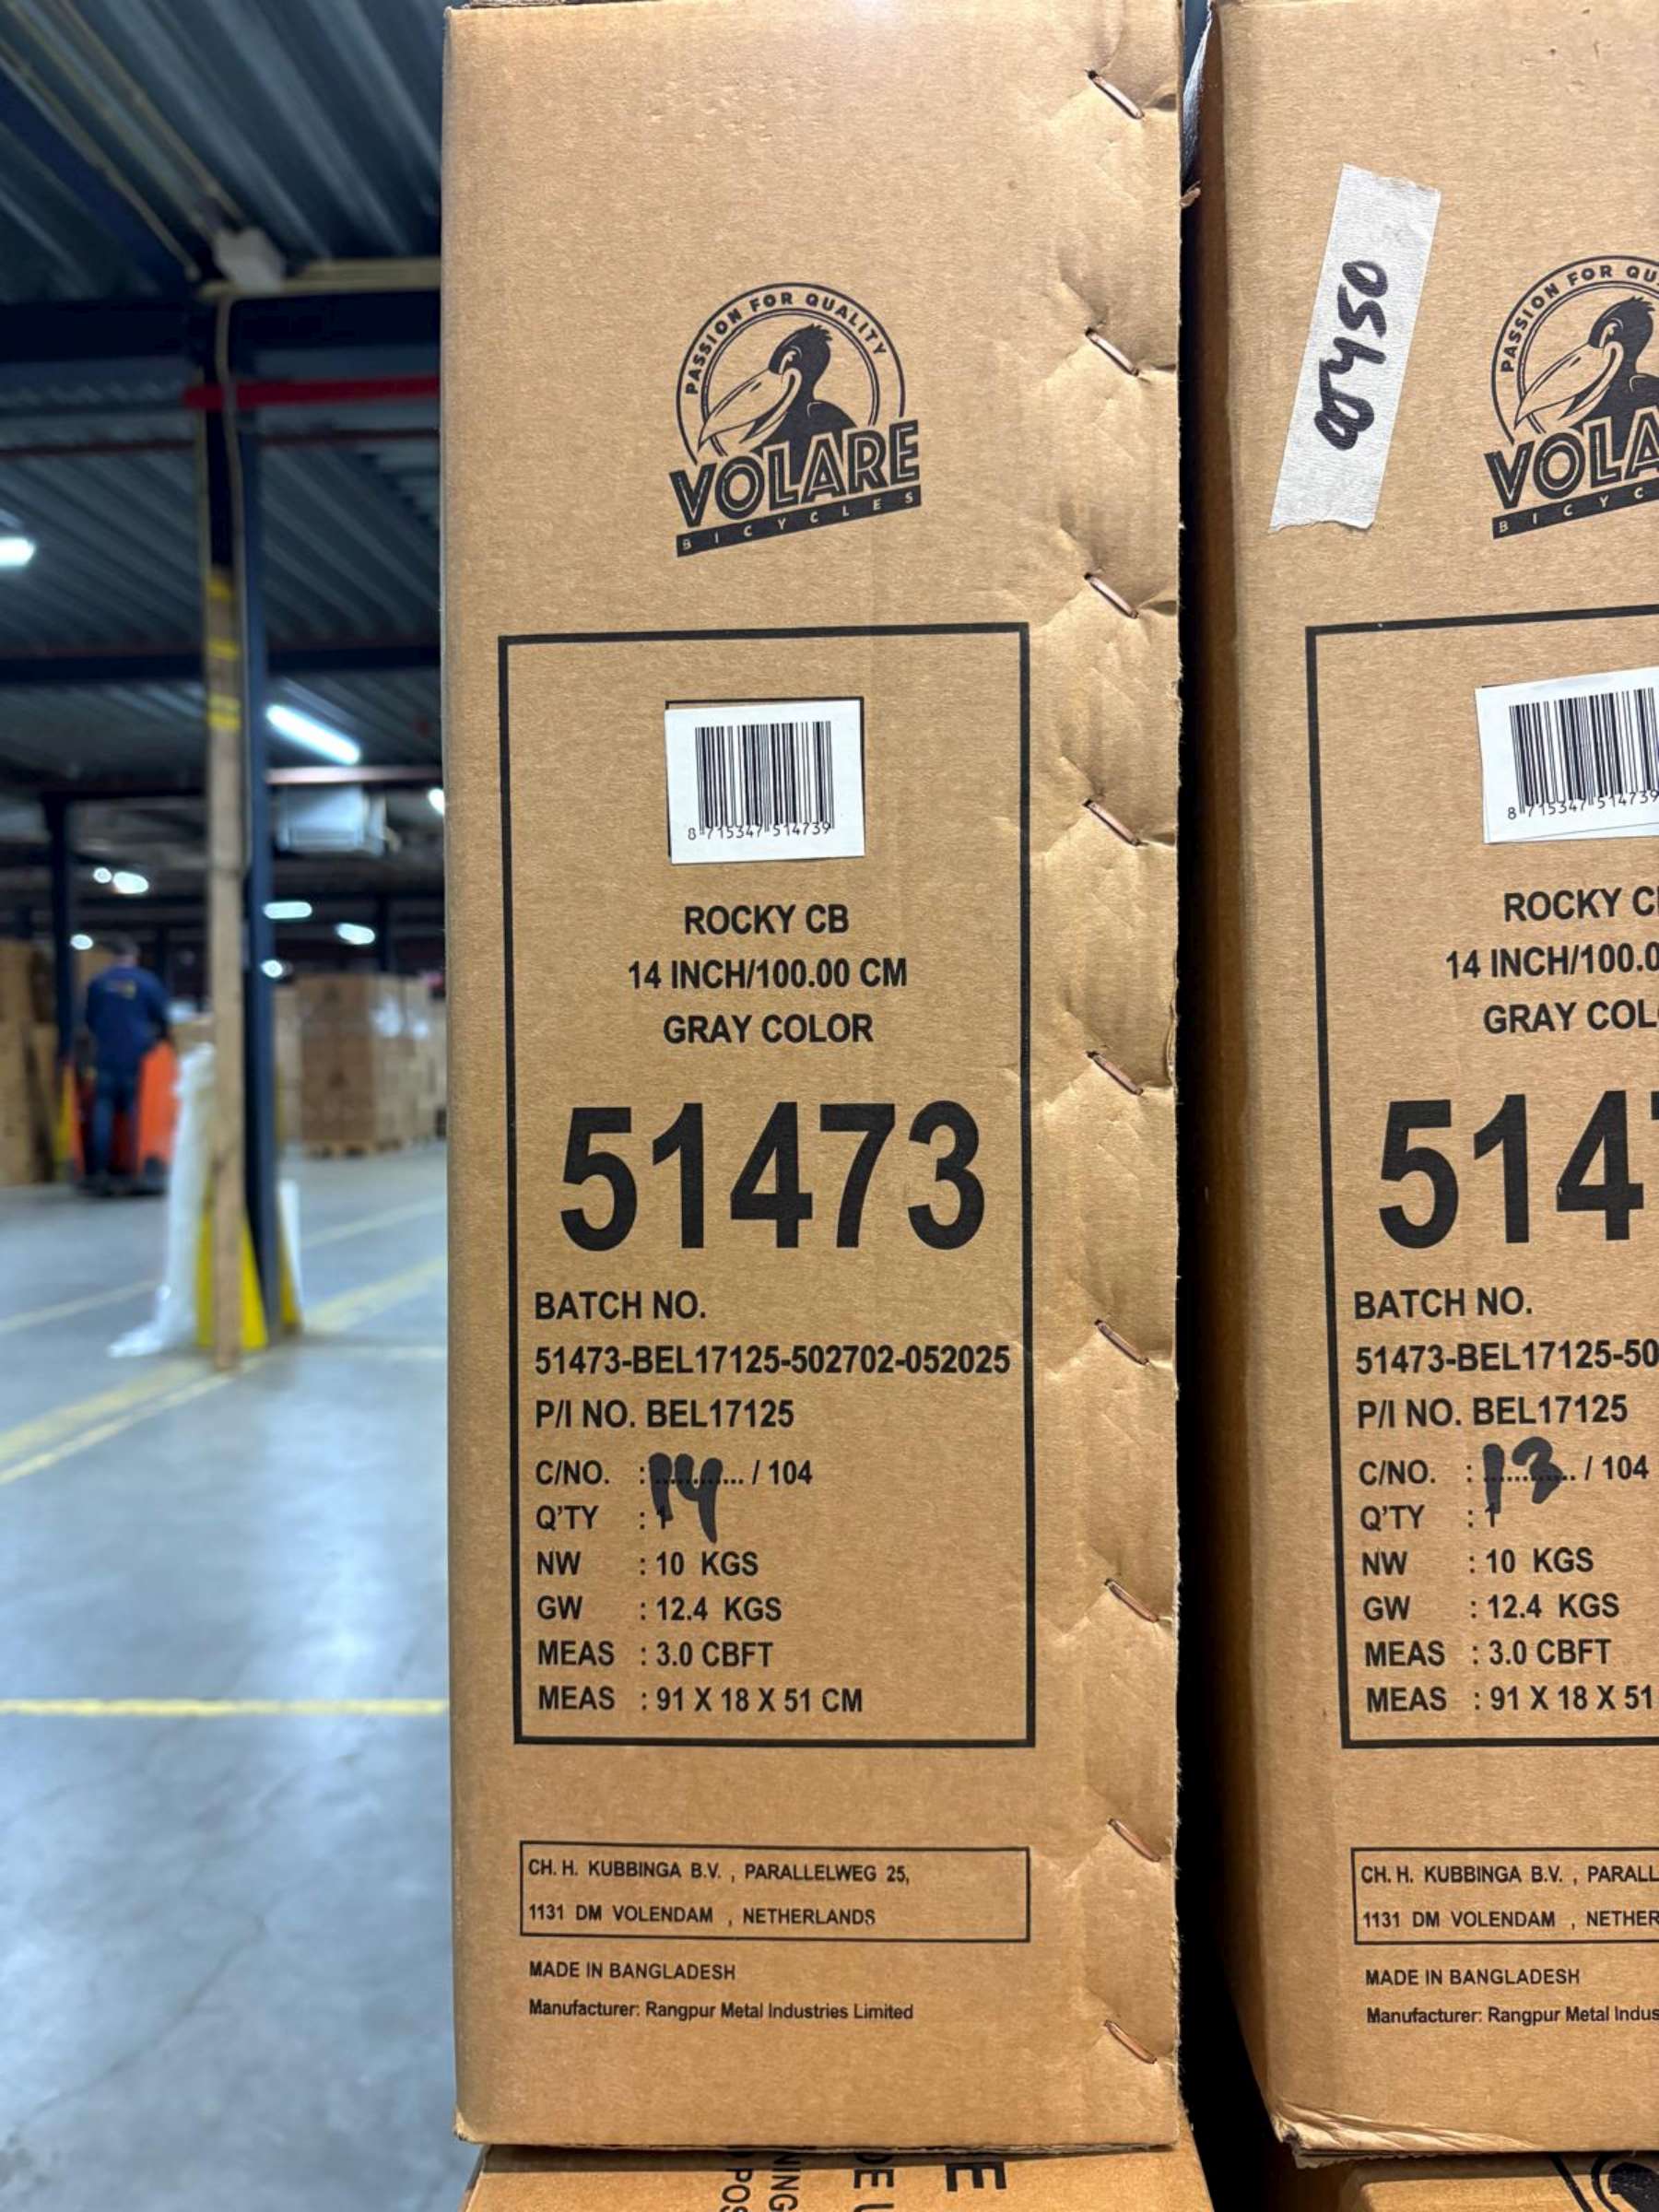 PASSION FOR QUALITY
VOLARE
BICYCLES
8 715347 514739
ROCKY CB
14 INCH/100.00 CM
GRAY COLOR
51473
BATCH NO.
51473-BEL17125-502702-052025
P/I NO. BEL17125
C/NO. : 14 / 104
Q'TY : 1
NW : 10 KGS
GW : 12.4 KGS
MEAS : 3.0 CBFT
MEAS : 91 X 18 X 51 CM
CH. H. KUBBINGA B.V. , PARALLELWEG 25,
1131 DM VOLENDAM , NETHERLANDS
MADE IN BANGLADESH
Manufacturer: Rangpur Metal Industries Limited
PASSION FOR QU
VOLA
BICYC
8 715347 514739
ROCKY C
14 INCH/100.0
GRAY COL
514
BATCH NO.
51473-BEL17125-50
P/I NO. BEL17125
C/NO. : 13 / 104
Q'TY : 1
NW : 10 KGS
GW : 12.4 KGS
MEAS : 3.0 CBFT
MEAS : 91 X 18 X 51
CH. H. KUBBINGA B.V. , PARALL
1131 DM VOLENDAM , NETHER
MADE IN BANGLADESH
Manufacturer: Rangpur Metal Indus